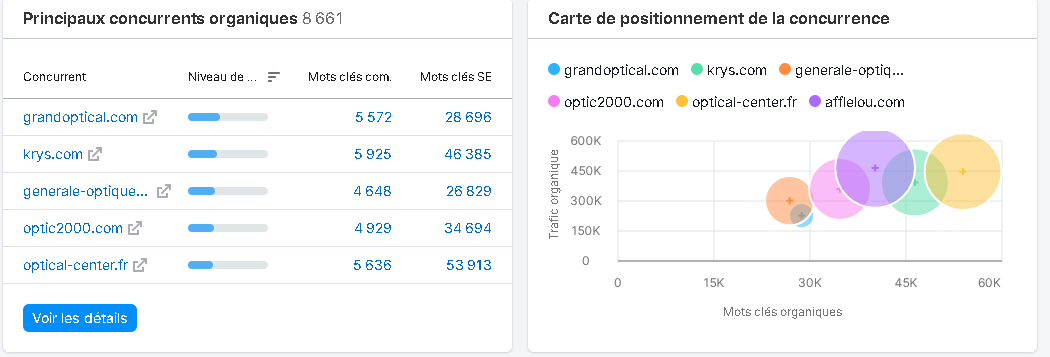 Principaux concurrents organiques 8 661
Concurrent Niveau de ... Mots clés com. Mots clés SE
grandoptical.com 5 572 28 696
krys.com 5 925 46 385
generale-optique... 4 648 26 829
optic2000.com 4 929 34 694
optical-center.fr 5 636 53 913
Voir les détails
Carte de positionnement de la concurrence
grandoptical.com krys.com generale-optiq...
optic2000.com optical-center.fr afflelou.com
Trafic organique
600K
450K
300K
150K
0
0 15K 30K 45K 60K
Mots clés organiques